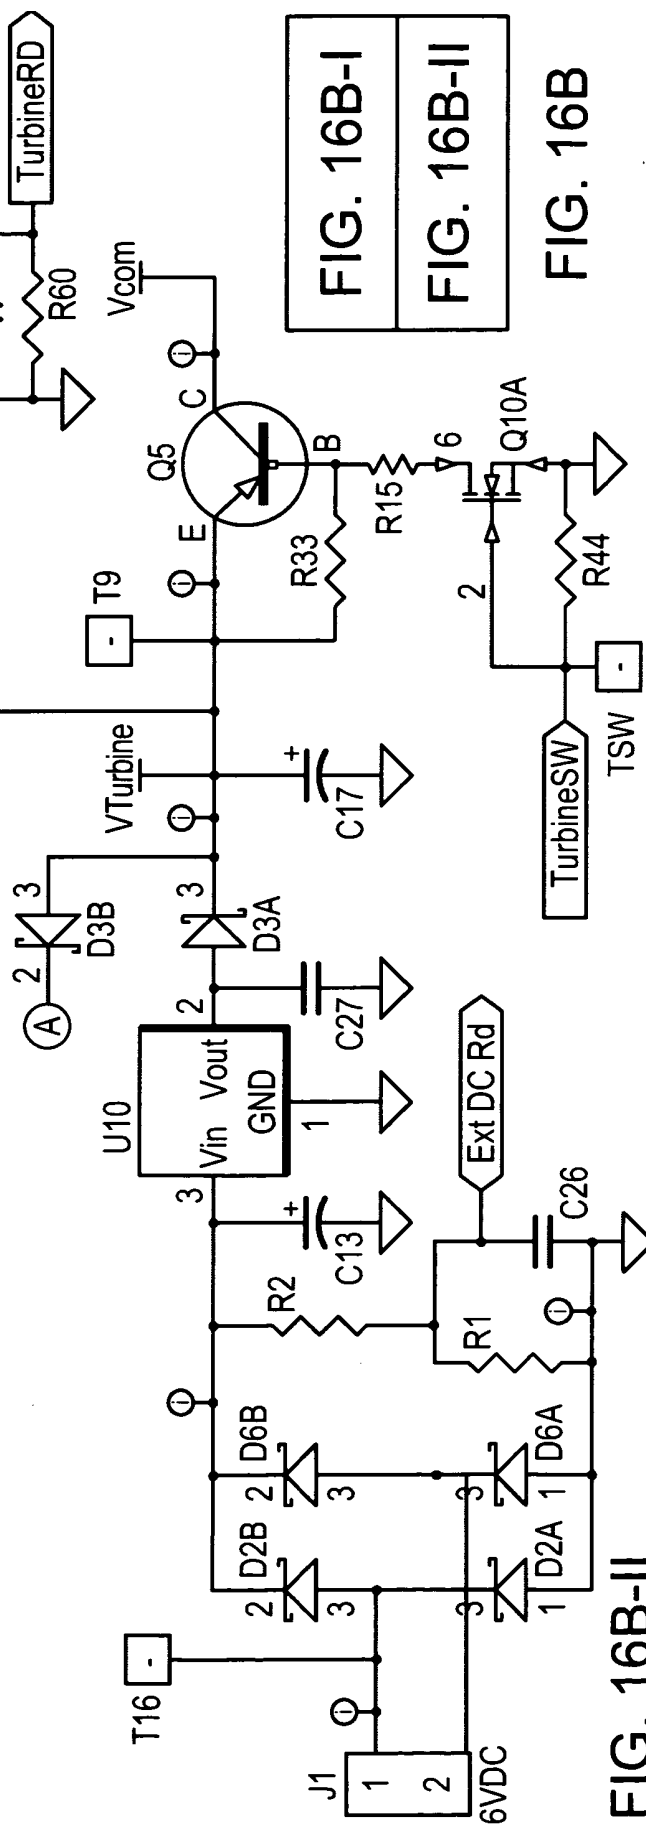 TurbineRD
R60
Vcom
FIG. 16B-I
FIG. 16B-II
FIG. 16B
Q5
C
E
B
T9
-
R33
R15
6
Q10A
2
R44
TSW
-
TurbineSW
VTurbine
+
C17
A
2
3
D3B
3
D3A
2
C27
U10
Vin
Vout
GND
1
3
+
C13
Ext DC Rd
C26
R2
R1
i
i
i
i
i
i
D6B
2
3
D6A
3
1
D2B
2
3
D2A
3
1
T16
-
J1
1
2
6VDC
FIG. 16B-II